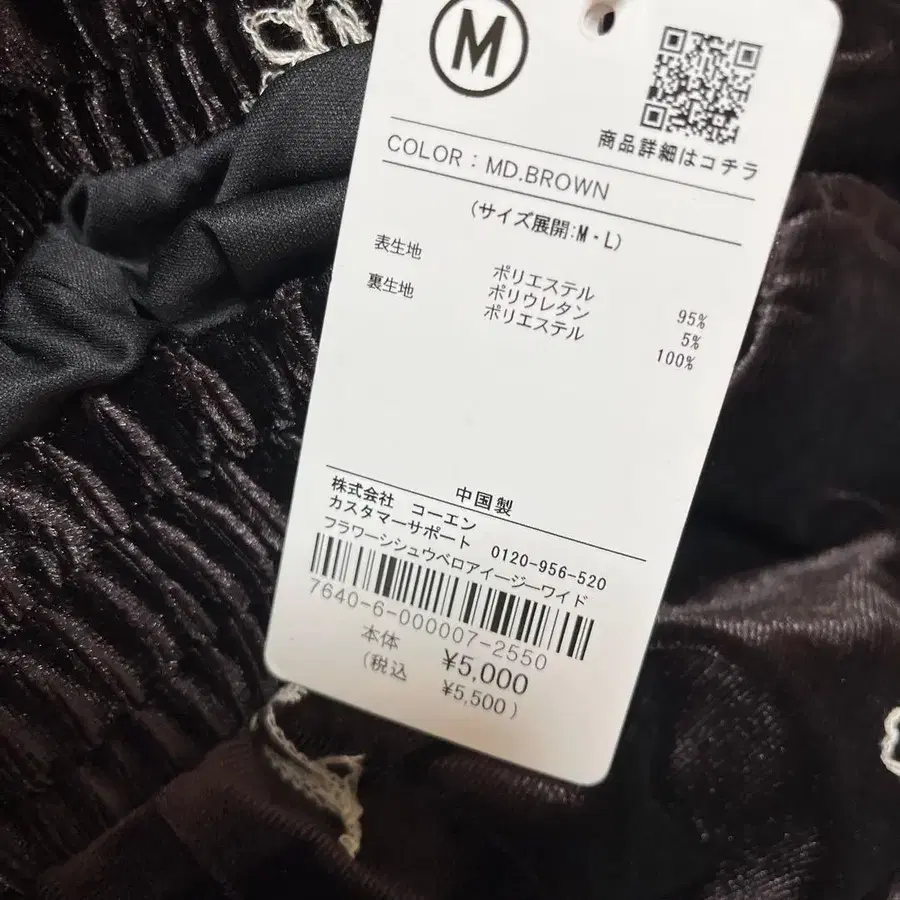 M
商品詳細はコチラ
COLOR : MD.BROWN
(サイズ展開:M・L)
表生地 ポリエステル 95%
ポリウレタン 5%
裏生地 ポリエステル 100%
中国製
株式会社 コーエン
カスタマーサポート 0120-956-520
フラワーシシュウベロアイージーワイド
7640-6-000007-2550
本体 ¥5,000
(税込 ¥5,500)